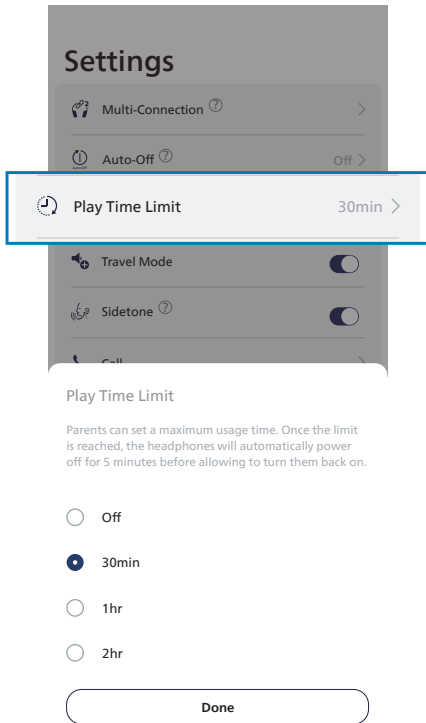 Settings
Multi-Connection ?
Auto-Off ? Off
Play Time Limit 30min
Travel Mode
Sidetone ?
Call
Play Time Limit
Parents can set a maximum usage time. Once the limit
is reached, the headphones will automatically power
off for 5 minutes before allowing to turn them back on.
Off
30min
1hr
2hr
Done